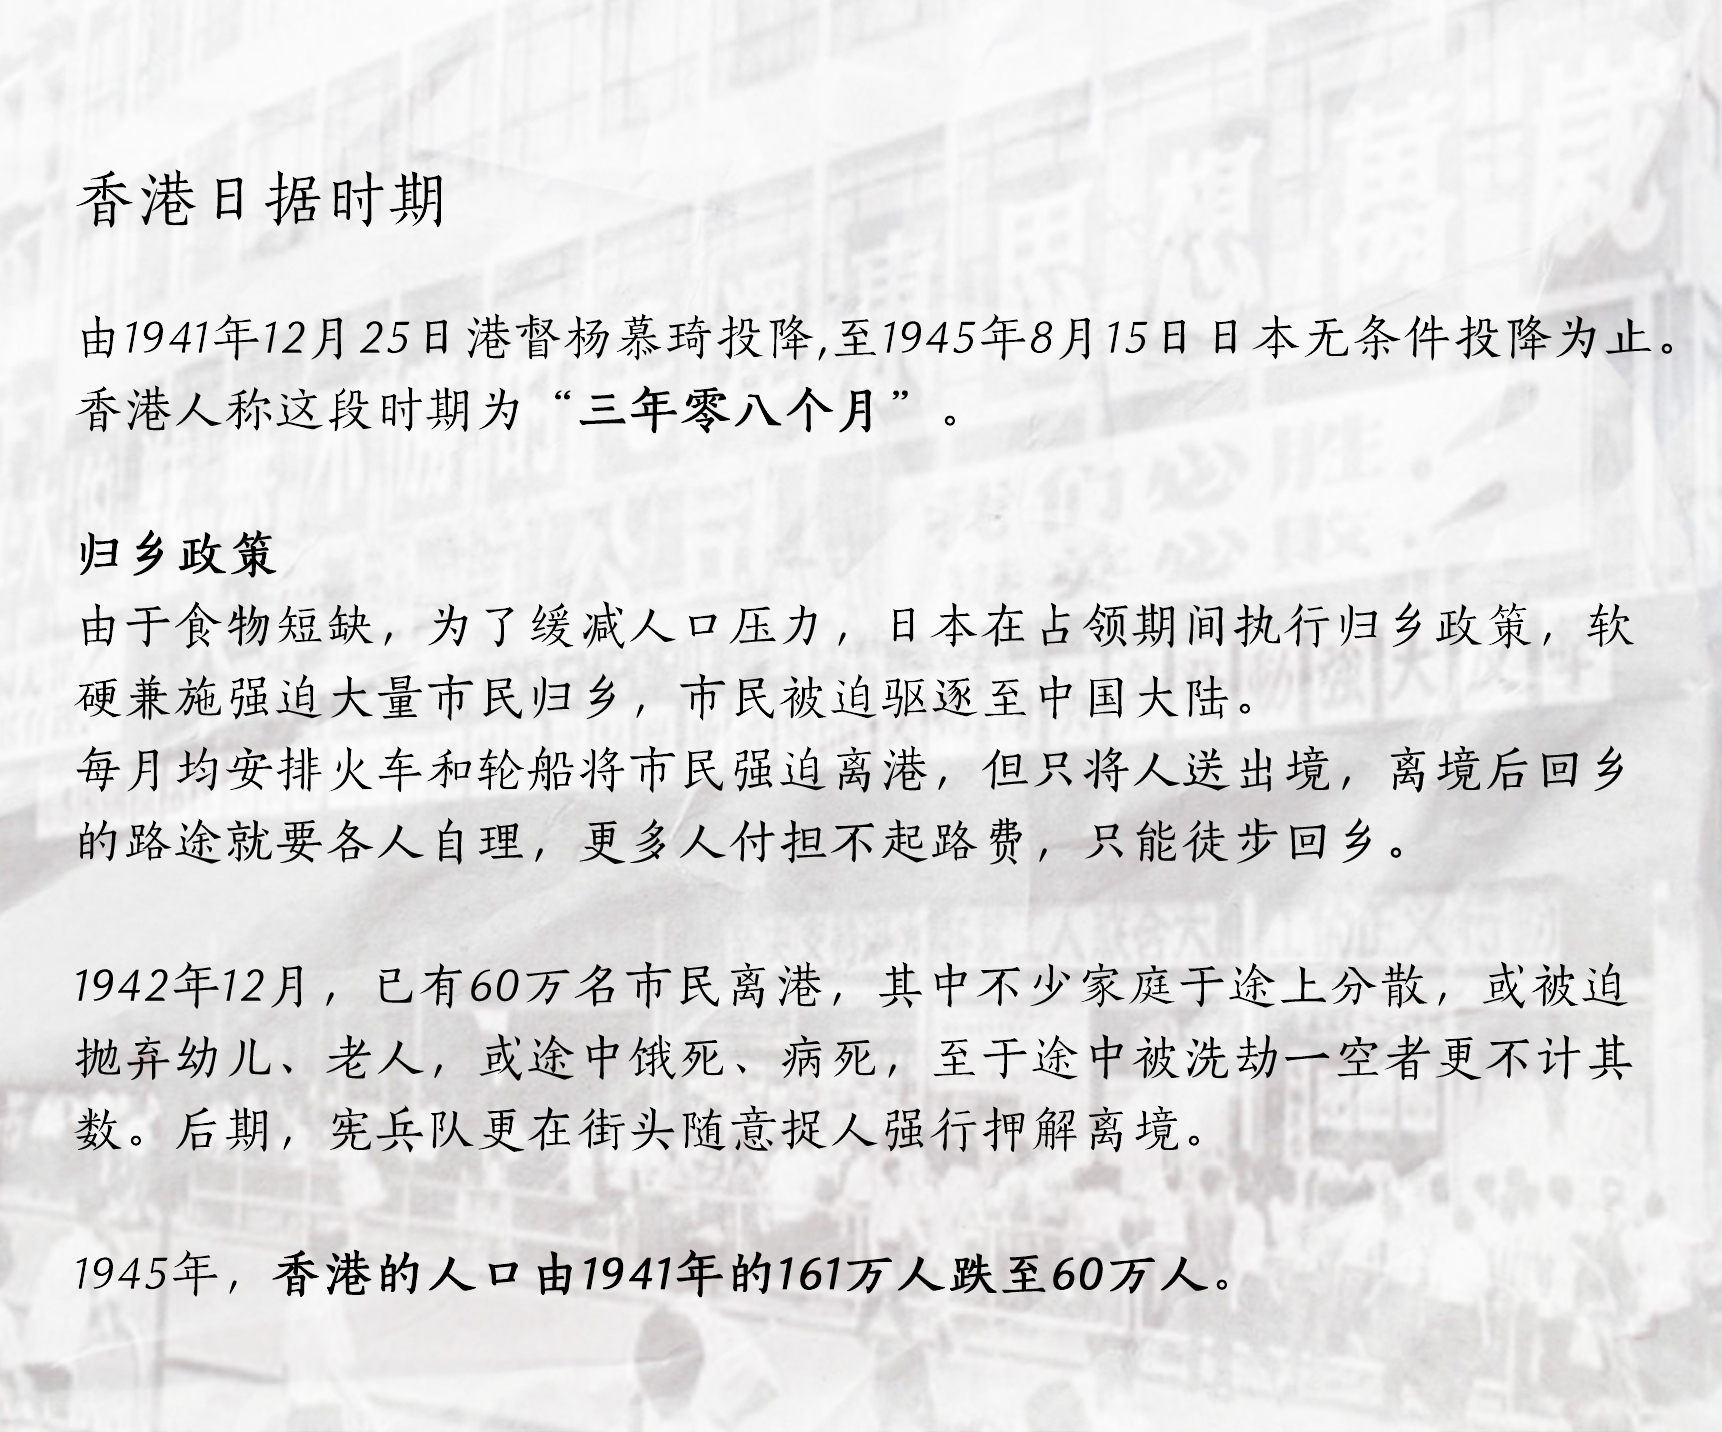 香港日据时期
由1941年12月25日港督杨慕琦投降,至1945年8月15日日本无条件投降为止。
香港人称这段时期为“三年零八个月”。
归乡政策
由于食物短缺，为了缓减人口压力，日本在占领期间执行归乡政策，软
硬兼施强迫大量市民归乡，市民被迫驱逐至中国大陆。
每月均安排火车和轮船将市民强迫离港，但只将人送出境，离境后回乡
的路途就要各人自理，更多人付担不起路费，只能徒步回乡。
1942年12月，已有60万名市民离港，其中不少家庭于途上分散，或被迫
抛弃幼儿、老人，或途中饿死、病死，至于途中被洗劫一空者更不计其
数。后期，宪兵队更在街头随意捉人强行押解离境。
1945年，香港的人口由1941年的161万人跌至60万人。
思想萬歲
我们必胜.